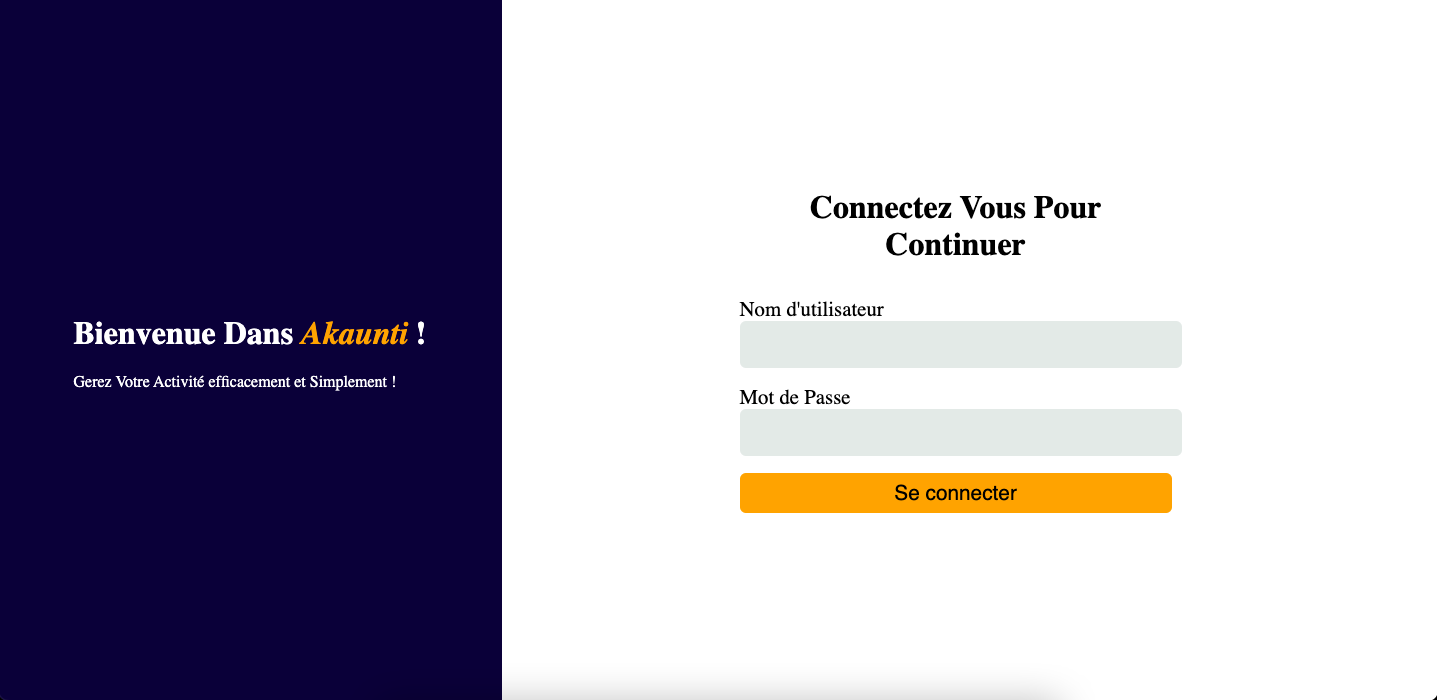 Bienvenue Dans Akaunti !
Gerez Votre Activité efficacement et Simplement !
Connectez Vous Pour
Continuer
Nom d'utilisateur
Mot de Passe
Se connecter